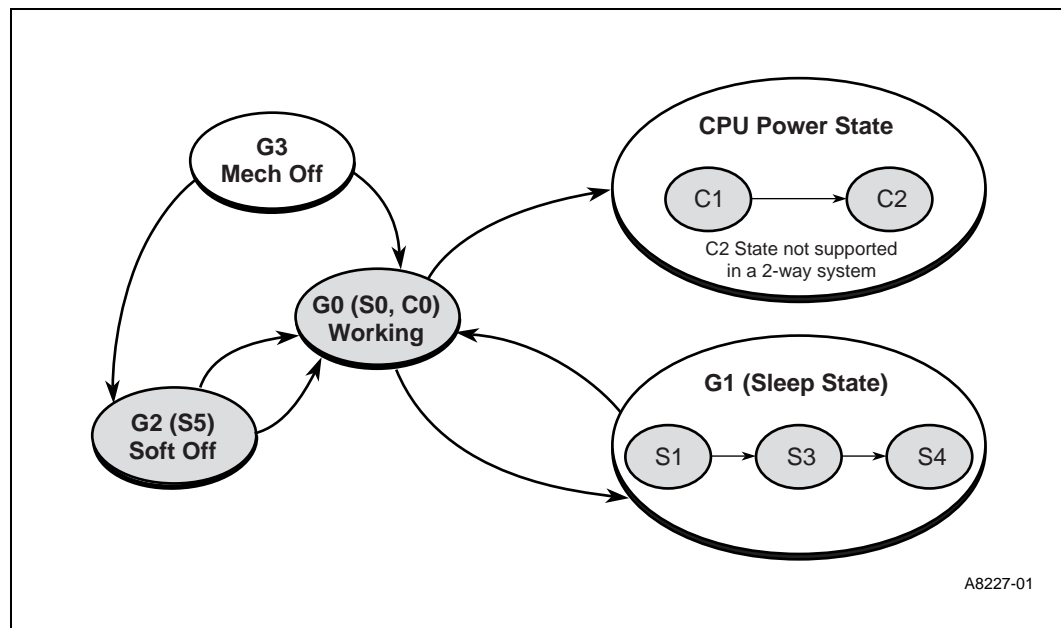 G3
Mech Off
CPU Power State
C1
C2
C2 State not supported
in a 2-way system
G0 (S0, C0)
Working
G1 (Sleep State)
G2 (S5)
Soft Off
S1
S3
S4
A8227-01